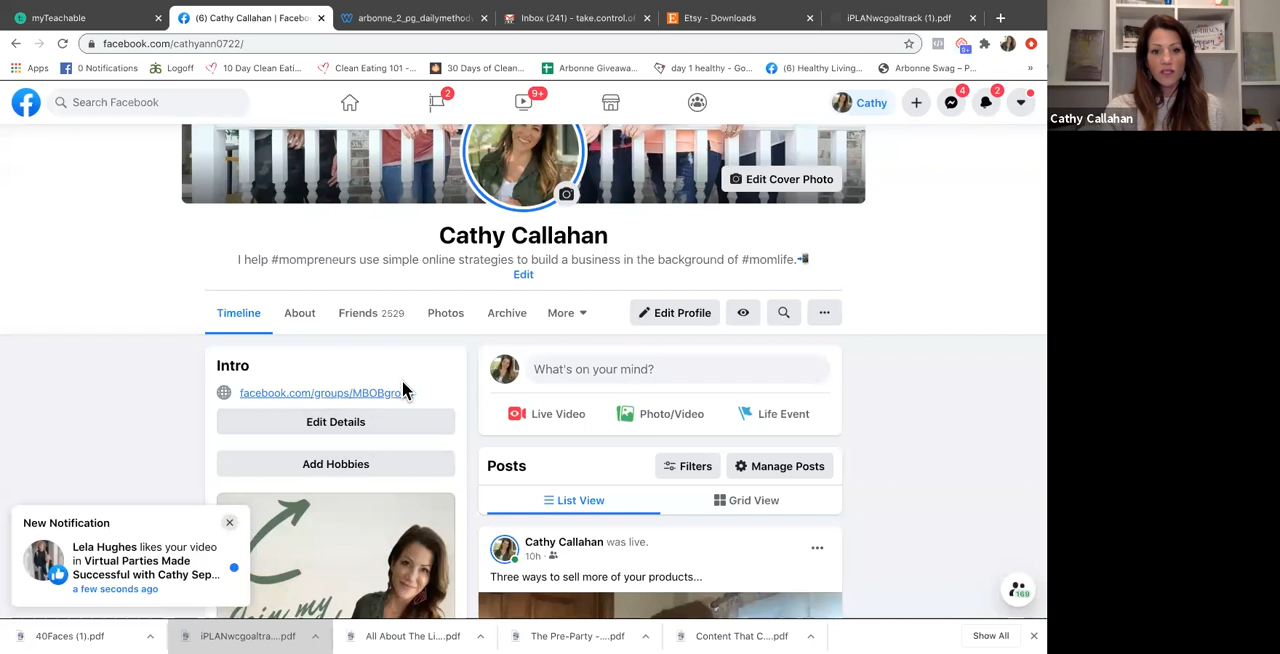 myTeachable
(6) Cathy Callahan | Facebo
arbonne_2_pg_dailymethod
Inbox (241) - take.control.of
Etsy - Downloads
iPLANwcgoaltrack (1).pdf
facebook.com/cathyann0722/
Apps
0 Notifications
Logoff
10 Day Clean Eati...
Clean Eating 101 -...
30 Days of Clean...
Arbonne Giveawa...
day 1 healthy - Go...
(6) Healthy Living...
Arbonne Swag – P...
»
Search Facebook
2
9+
Cathy
4
2
Cathy Callahan
Edit Cover Photo
Cathy Callahan
I help #mompreneurs use simple online strategies to build a business in the background of #momlife.📲
Edit
Timeline
About
Friends 2529
Photos
Archive
More
Edit Profile
Intro
facebook.com/groups/MBOBgro
Edit Details
Add Hobbies
What's on your mind?
Live Video
Photo/Video
Life Event
Posts
Filters
Manage Posts
List View
Grid View
Cathy Callahan was live.
10h ·
Three ways to sell more of your products...
New Notification
Lela Hughes likes your video
in Virtual Parties Made
Successful with Cathy Sep...
a few seconds ago
Join my
169
40Faces (1).pdf
iPLANwcgoaltra....pdf
All About The Li....pdf
The Pre-Party -....pdf
Content That C....pdf
Show All